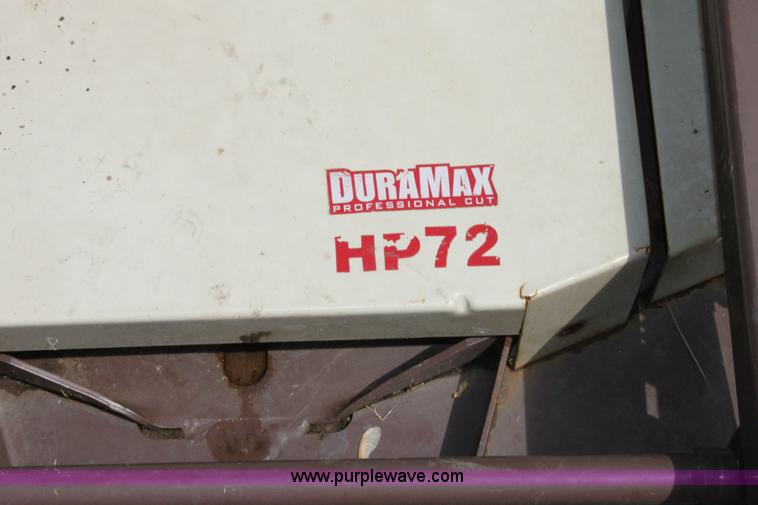 DURAMAX
PROFESSIONAL CUT
HP72
www.purplewave.com